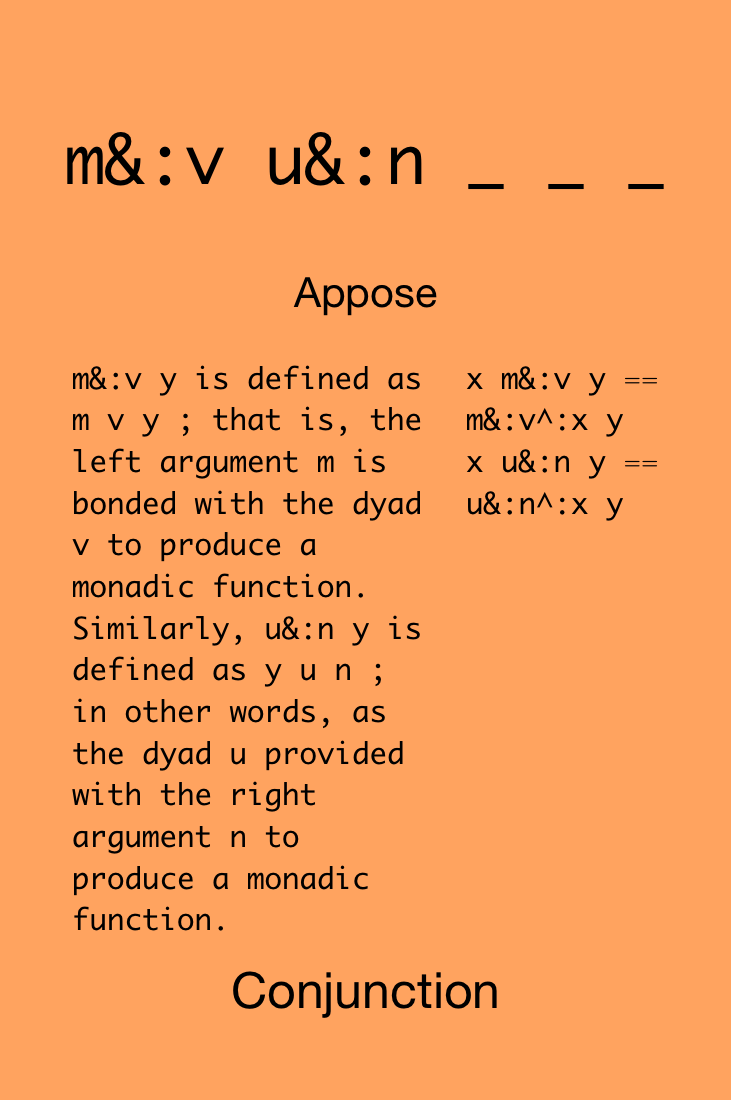 m&:v u&:n _ _ _
Appose
m&:v y is defined as
m v y ; that is, the
left argument m is
bonded with the dyad
v to produce a
monadic function.
Similarly, u&:n y is
defined as y u n ;
in other words, as
the dyad u provided
with the right
argument n to
produce a monadic
function.
x m&:v y ==
m&:v^:x y
x u&:n y ==
u&:n^:x y
Conjunction